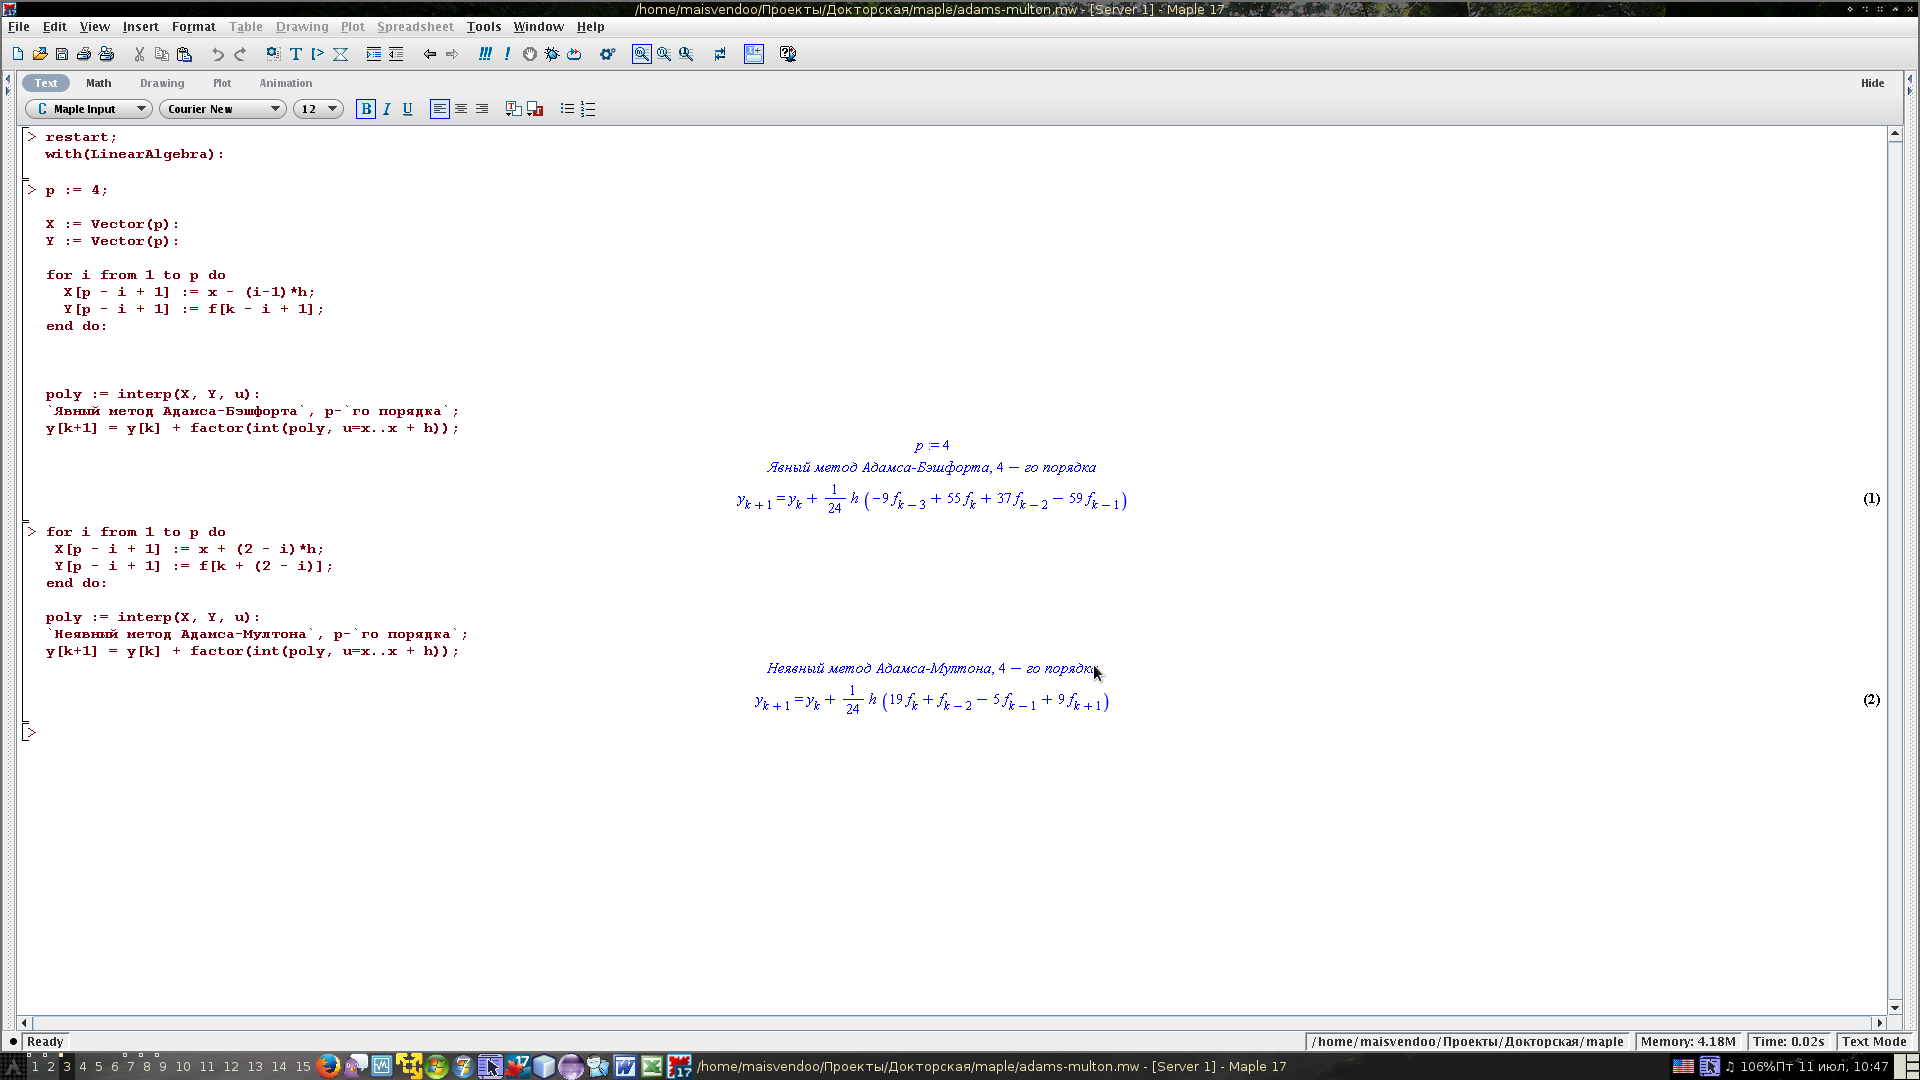 /home/maisvendoo/Проекты/Докторская/maple/adams-multon.mw - [Server 1] - Maple 17
File Edit View Insert Format Table Drawing Plot Spreadsheet Tools Window Help
Text Math Drawing Plot Animation Hide
C Maple Input Courier New 12 B I U
> restart;
with(LinearAlgebra):
> p := 4;
X := Vector(p):
Y := Vector(p):
for i from 1 to p do
X[p - i + 1] := x - (i-1)*h;
Y[p - i + 1] := f[k - i + 1];
end do:
poly := interp(X, Y, u):
`Явный метод Адамса-Бэшфорта`, p-`го порядка`;
y[k+1] = y[k] + factor(int(poly, u=x..x + h));
p := 4
Явный метод Адамса-Бэшфорта, 4 − го порядка
y_{k+1} = y_k + 1/24 h (−9 f_{k−3} + 55 f_k + 37 f_{k−2} − 59 f_{k−1}) (1)
> for i from 1 to p do
X[p - i + 1] := x + (2 - i)*h;
Y[p - i + 1] := f[k + (2 - i)];
end do:
poly := interp(X, Y, u):
`Неявный метод Адамса-Мултона`, p-`го порядка`;
y[k+1] = y[k] + factor(int(poly, u=x..x + h));
Неявный метод Адамса-Мултона, 4 − го порядка
y_{k+1} = y_k + 1/24 h (19 f_k + f_{k−2} − 5 f_{k−1} + 9 f_{k+1}) (2)
>
Ready /home/maisvendoo/Проекты/Докторская/maple Memory: 4.18M Time: 0.02s Text Mode
1 2 3 4 5 6 7 8 9 10 11 12 13 14 15 /home/maisvendoo/Проекты/Докторская/maple/adams-multon.mw - [Server 1] - Maple 17 106% Пт 11 июл, 10:47